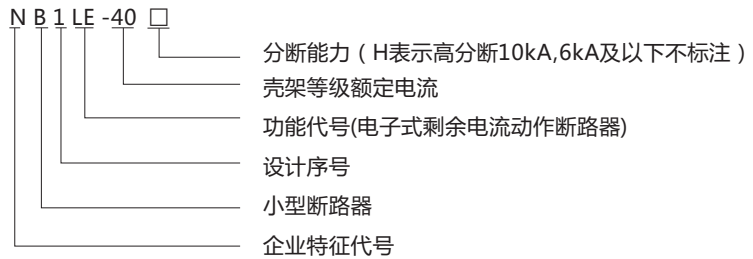 N B 1 LE -40 □
分断能力（H表示高分断10kA,6kA及以下不标注）
壳架等级额定电流
功能代号(电子式剩余电流动作断路器)
设计序号
小型断路器
企业特征代号